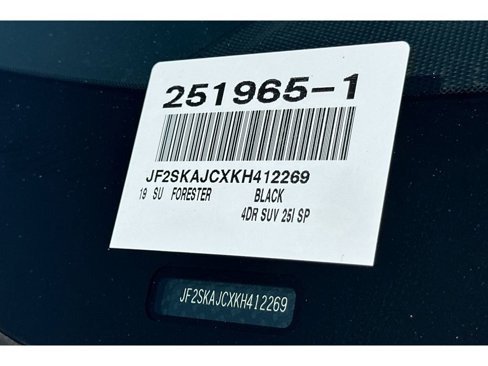 251965-1
JF2SKAJCXKH412269
19 SU FORESTER BLACK
4DR SUV 25I SP
JF2SKAJCXKH412269